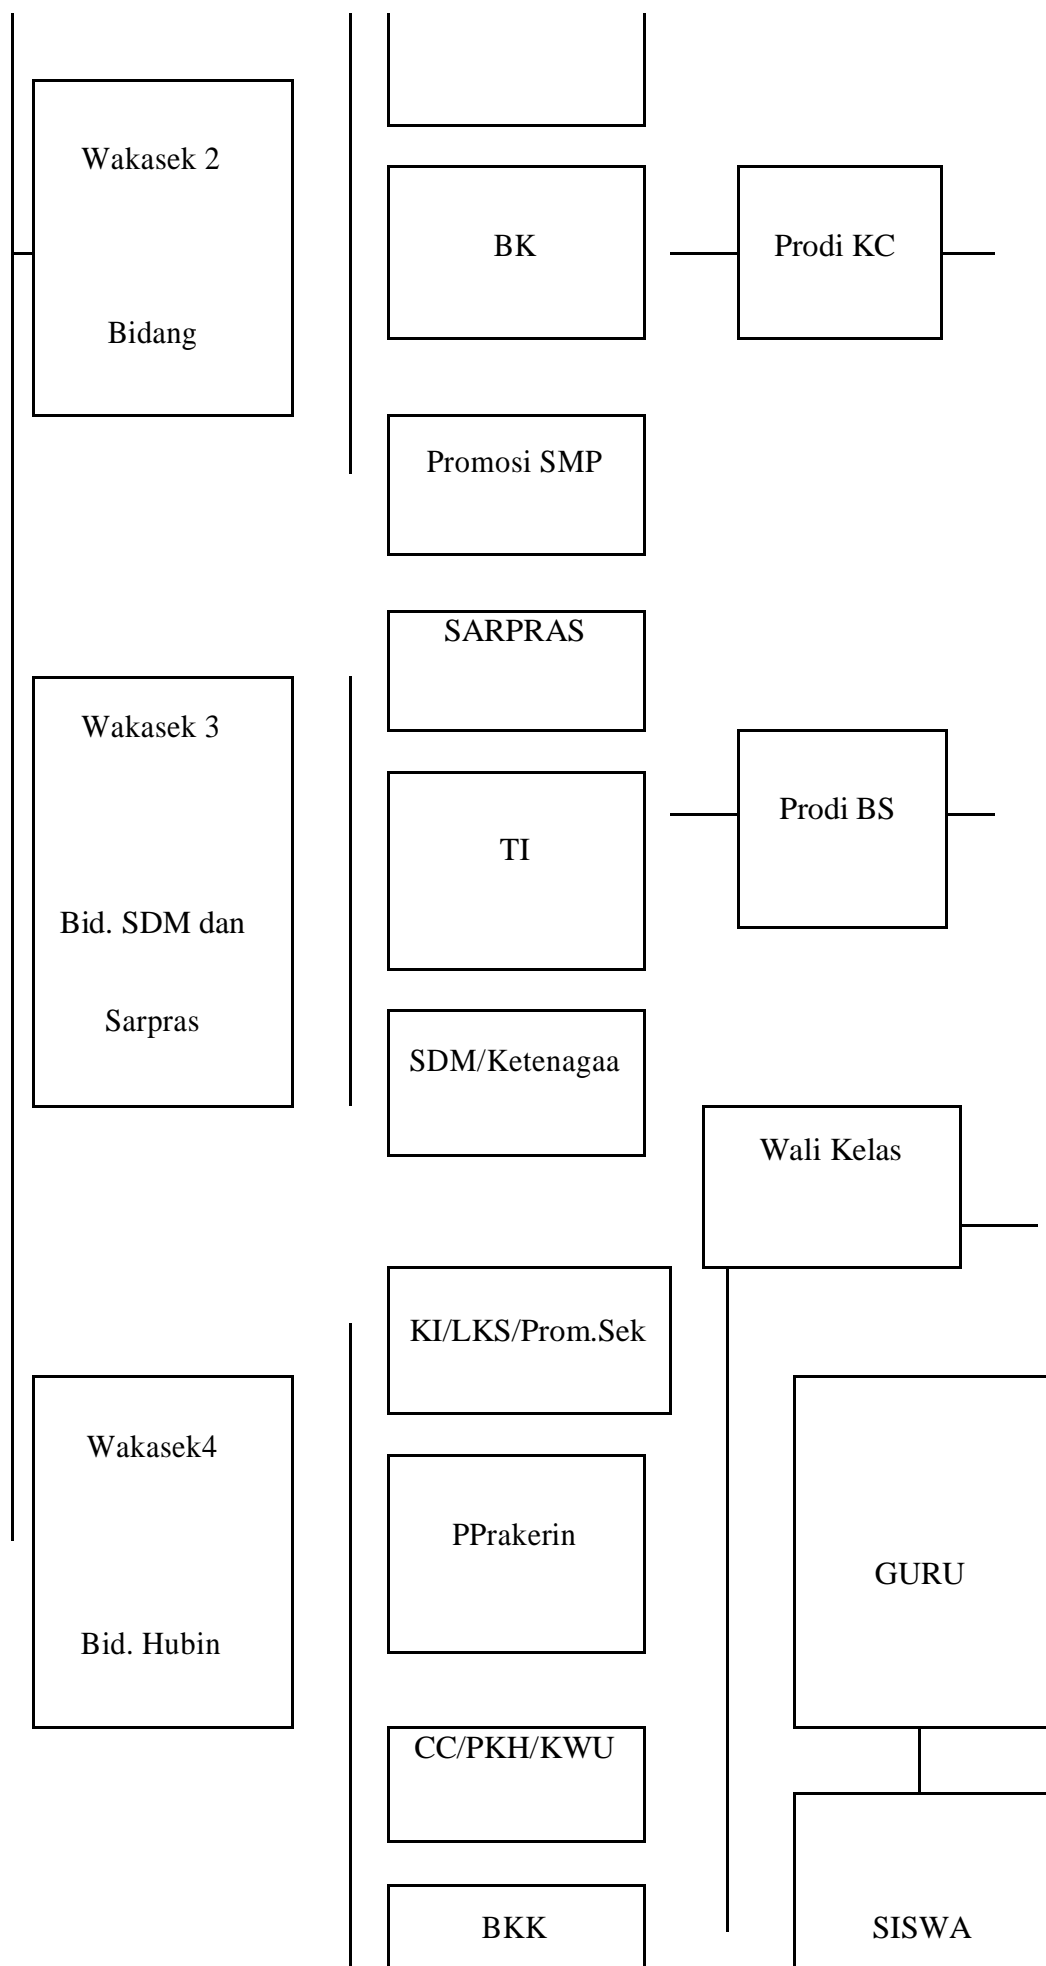 Wakasek 2
Bidang
BK
Prodi KC
Promosi SMP
SARPRAS
Wakasek 3
Bid. SDM dan
Sarpras
TI
Prodi BS
SDM/Ketenagaa
Wali Kelas
KI/LKS/Prom.Sek
Wakasek4
Bid. Hubin
PPrakerin
GURU
CC/PKH/KWU
BKK
SISWA